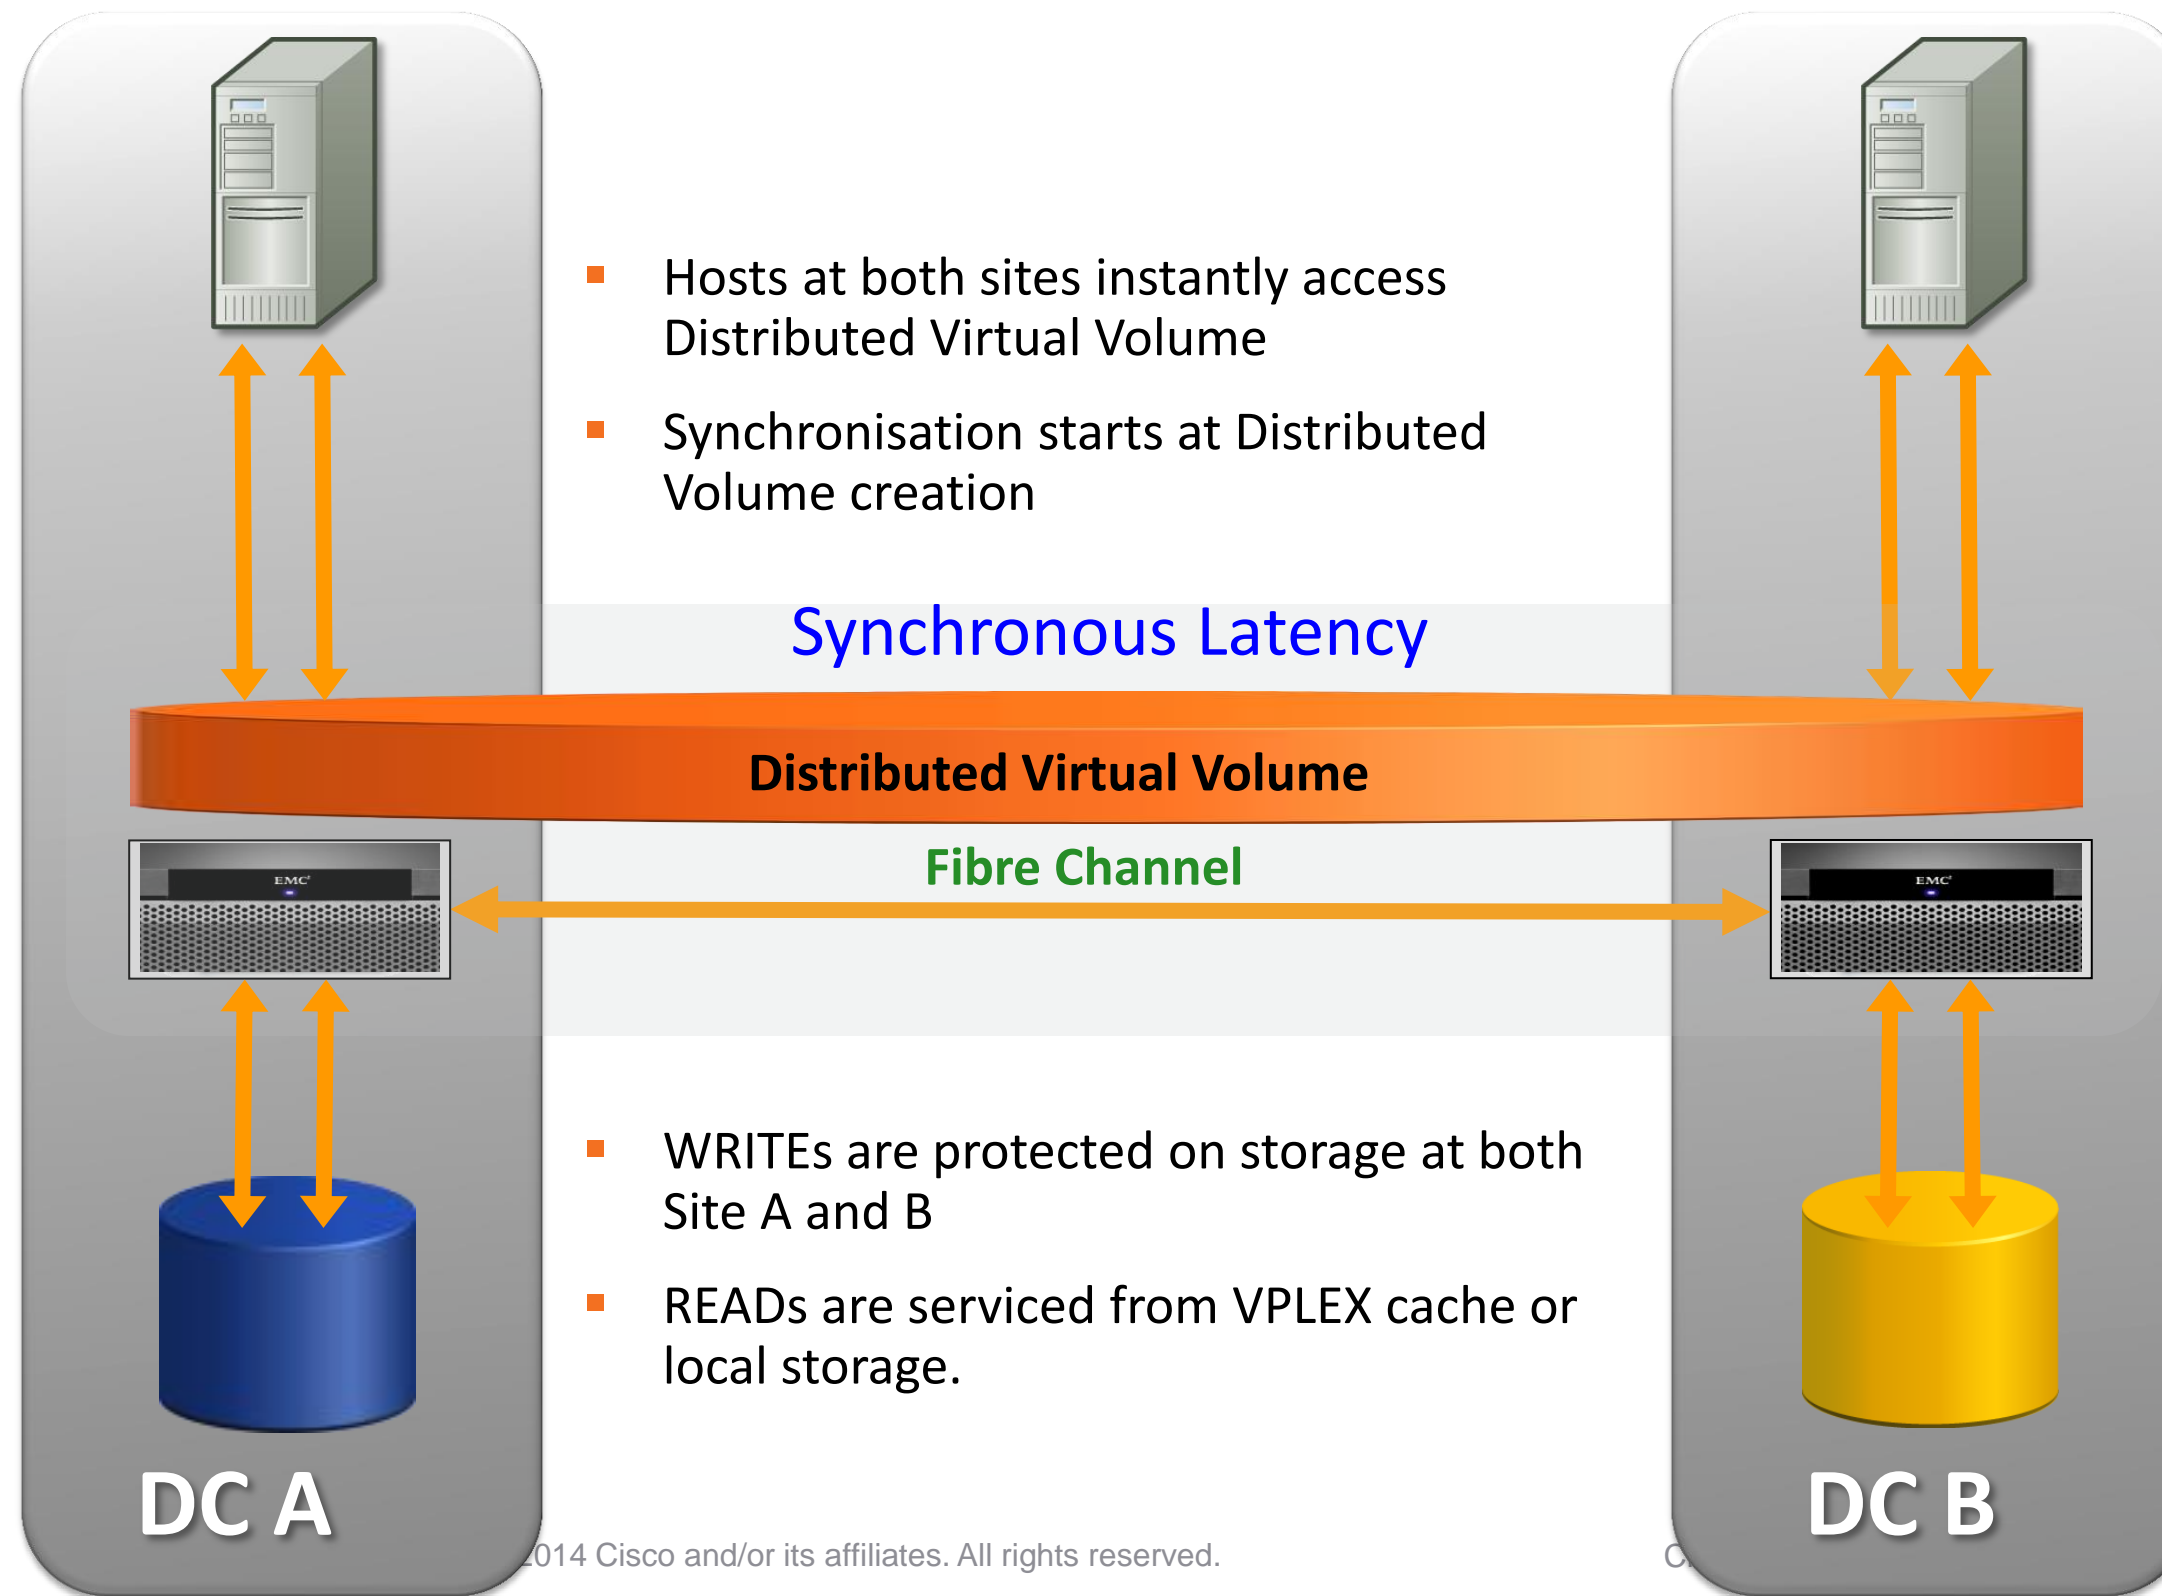 Hosts at both sites instantly access
Distributed Virtual Volume
Synchronisation starts at Distributed
Volume creation
Synchronous Latency
Distributed Virtual Volume
Fibre Channel
EMC²
EMC²
WRITEs are protected on storage at both
Site A and B
READs are serviced from VPLEX cache or
local storage.
DC A
DC B
014 Cisco and/or its affiliates. All rights reserved.